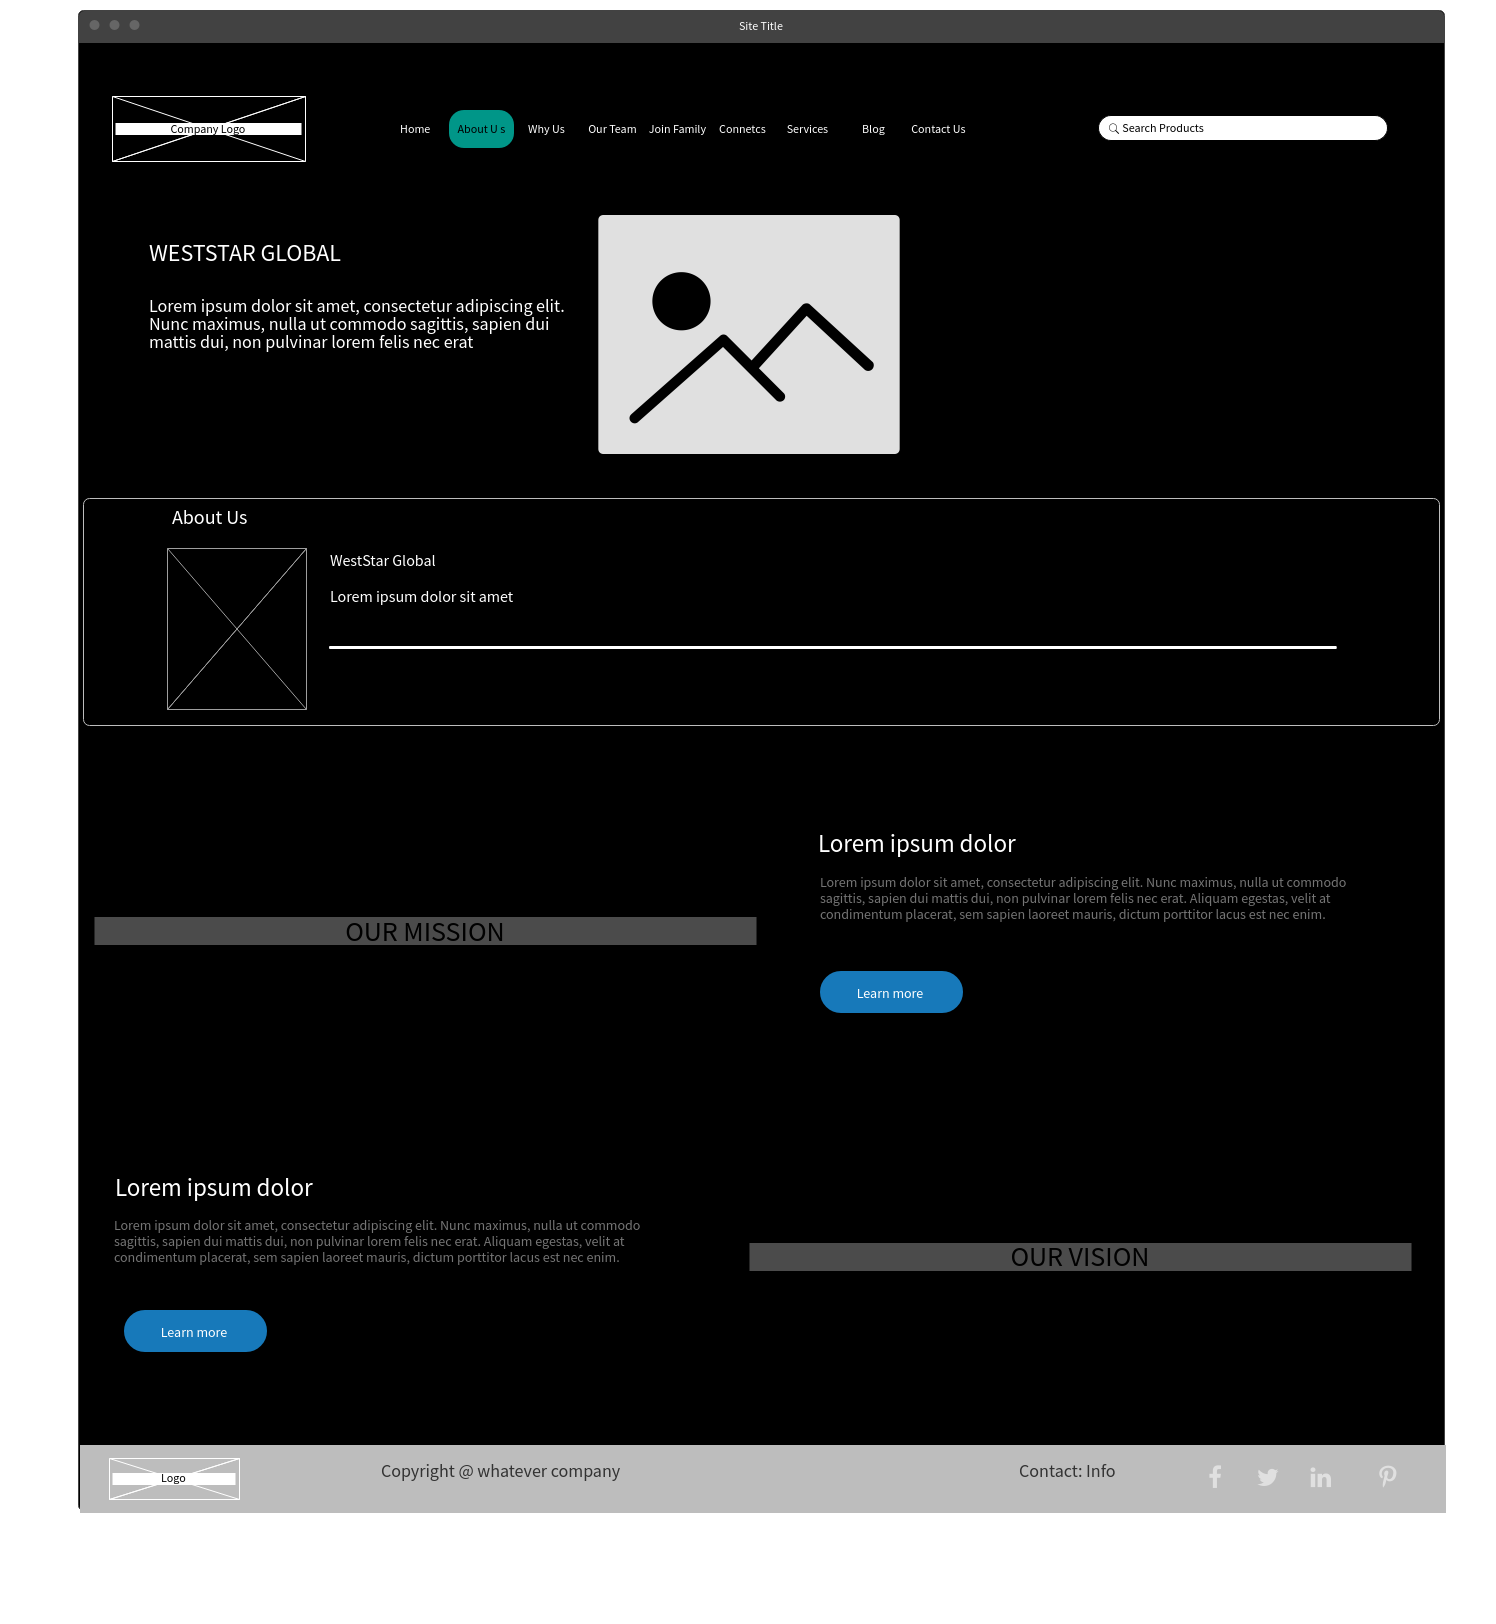 Site Title
Company Logo
Home About U s Why Us Our Team Join Family Connetcs Services Blog Contact Us
Search Products
WESTSTAR GLOBAL
Lorem ipsum dolor sit amet, consectetur adipiscing elit.
Nunc maximus, nulla ut commodo sagittis, sapien dui
mattis dui, non pulvinar lorem felis nec erat
About Us
WestStar Global
Lorem ipsum dolor sit amet
OUR MISSION
Lorem ipsum dolor
Lorem ipsum dolor sit amet, consectetur adipiscing elit. Nunc maximus, nulla ut commodo
sagittis, sapien dui mattis dui, non pulvinar lorem felis nec erat. Aliquam egestas, velit at
condimentum placerat, sem sapien laoreet mauris, dictum porttitor lacus est nec enim.
Learn more
Lorem ipsum dolor
Lorem ipsum dolor sit amet, consectetur adipiscing elit. Nunc maximus, nulla ut commodo
sagittis, sapien dui mattis dui, non pulvinar lorem felis nec erat. Aliquam egestas, velit at
condimentum placerat, sem sapien laoreet mauris, dictum porttitor lacus est nec enim.
Learn more
OUR VISION
Logo
Copyright @ whatever company
Contact: Info